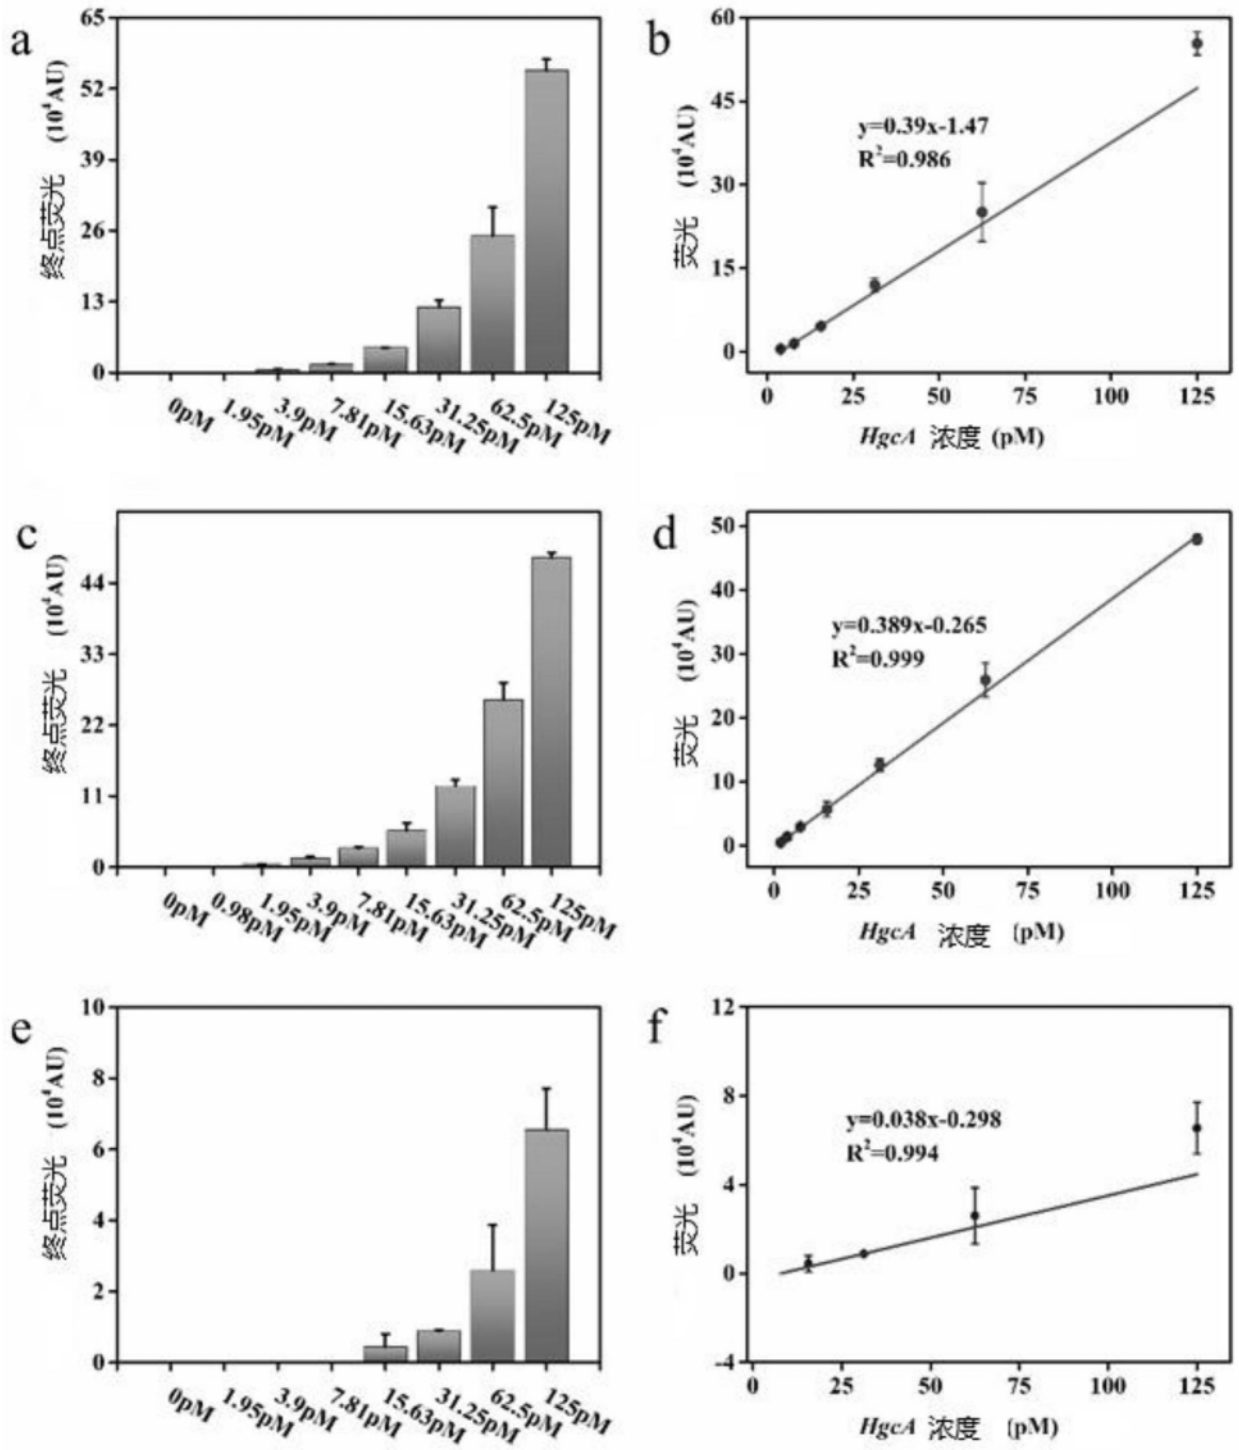 a
终点荧光 (10⁴AU)
65
52
39
26
13
0
0pM
1.95pM
3.9pM
7.81pM
15.63pM
31.25pM
62.5pM
125pM
b
荧光 (10⁴AU)
60
45
30
15
0
y=0.39x-1.47
R²=0.986
0 25 50 75 100 125
HgcA 浓度 (pM)
c
终点荧光 (10⁴AU)
44
33
22
11
0
0pM
0.98pM
1.95pM
3.9pM
7.81pM
15.63pM
31.25pM
62.5pM
125pM
d
荧光 (10⁴AU)
50
40
30
20
10
0
y=0.389x-0.265
R²=0.999
0 25 50 75 100 125
HgcA 浓度 (pM)
e
终点荧光 (10⁴AU)
10
8
6
4
2
0
0pM
1.95pM
3.9pM
7.81pM
15.63pM
31.25pM
62.5pM
125pM
f
荧光 (10⁴AU)
12
8
4
0
-4
y=0.038x-0.298
R²=0.994
0 25 50 75 100 125
HgcA 浓度 (pM)